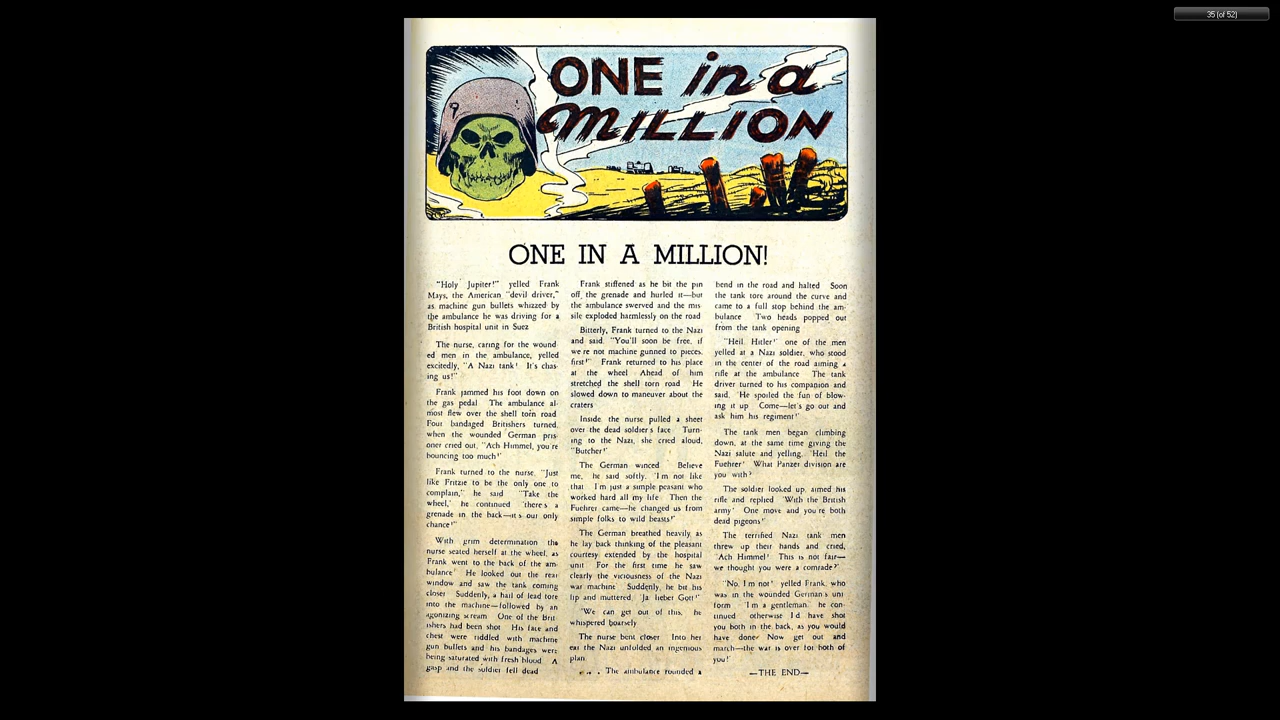 35 (of 52)
ONE in a
MILLION
ONE IN A MILLION!
"Holy Jupiter!" yelled Frank
Mays, the American "devil driver,"
as machine gun bullets whizzed by
the ambulance he was driving for a
British hospital unit in Suez
The nurse, caring for the wound-
ed men in the ambulance, yelled
excitedly, "A Nazi tank! It's chas-
ing us!"
Frank jammed his foot down on
the gas pedal The ambulance al-
most flew over the shell torn road
Four bandaged Britishers turned,
when the wounded German pris-
oner cried out, "Ach Himmel, you're
bouncing too much!"
Frank turned to the nurse, "Just
like Fritzie to be the only one to
complain," he said "Take the
wheel," he continued "there's a
grenade in the back—it's our only
chance!"
With grim determination the
nurse seated herself at the wheel, as
Frank went to the back of the am-
bulance He looked out the rear
window and saw the tank coming
closer Suddenly, a hail of lead tore
into the machine—followed by an
agonizing scream One of the Brit-
ishers had been shot His face and
chest were riddled with machine
gun bullets and his bandages were
being saturated with fresh blood A
gasp and the soldier fell dead
Frank stiffened as he bit the pin
off the grenade and hurled it—but
the ambulance swerved and the mis-
sile exploded harmlessly on the road
Bitterly, Frank turned to the Nazi
and said, "You'll soon be free, if
we're not machine gunned to pieces,
first!" Frank returned to his place
at the wheel Ahead of him
stretched the shell torn road He
slowed down to maneuver about the
craters
Inside the nurse pulled a sheet
over the dead soldier's face Turn-
ing to the Nazi, she cried aloud,
"Butcher!"
The German winced Believe
me, he said softly, "I'm not like
that I'm just a simple peasant who
worked hard all my life Then the
Fuehrer came—he changed us from
simple folks to wild beasts!"
The German breathed heavily as
he lay back thinking of the pleasant
courtesy extended by the hospital
unit For the first time he saw
clearly the viciousness of the Nazi
war machine Suddenly, he bit his
lip and muttered, "Ja lieber Gott!"
"We can get out of this, he
whispered hoarsely
The nurse bent closer Into her
ear the Nazi unfolded an ingenious
plan
. . . The ambulance rounded a
bend in the road and halted Soon
the tank tore around the curve and
came to a full stop behind the am-
bulance Two heads popped out
from the tank opening
"Heil Hitler!" one of the men
yelled at a Nazi soldier, who stood
in the center of the road aiming a
rifle at the ambulance The tank
driver turned to his companion and
said, "He spoiled the fun of blow-
ing it up Come—let's go out and
ask him his regiment!"
The tank men began climbing
down, at the same time giving the
Nazi salute and yelling, "Heil the
Fuehrer! What Panzer division are
you with?
The soldier looked up, aimed his
rifle and replied "With the British
army! One move and you're both
dead pigeons!"
The terrified Nazi tank men
threw up their hands and cried,
"Ach Himmel! This is not fair—
we thought you were a comrade?"
"No, I'm not! yelled Frank, who
was in the wounded German's uni
form "I'm a gentleman, he con-
tinued otherwise I'd have shot
you both in the back, as you would
have done! Now get out and
march—the war is over for both of
you!"
—THE END—